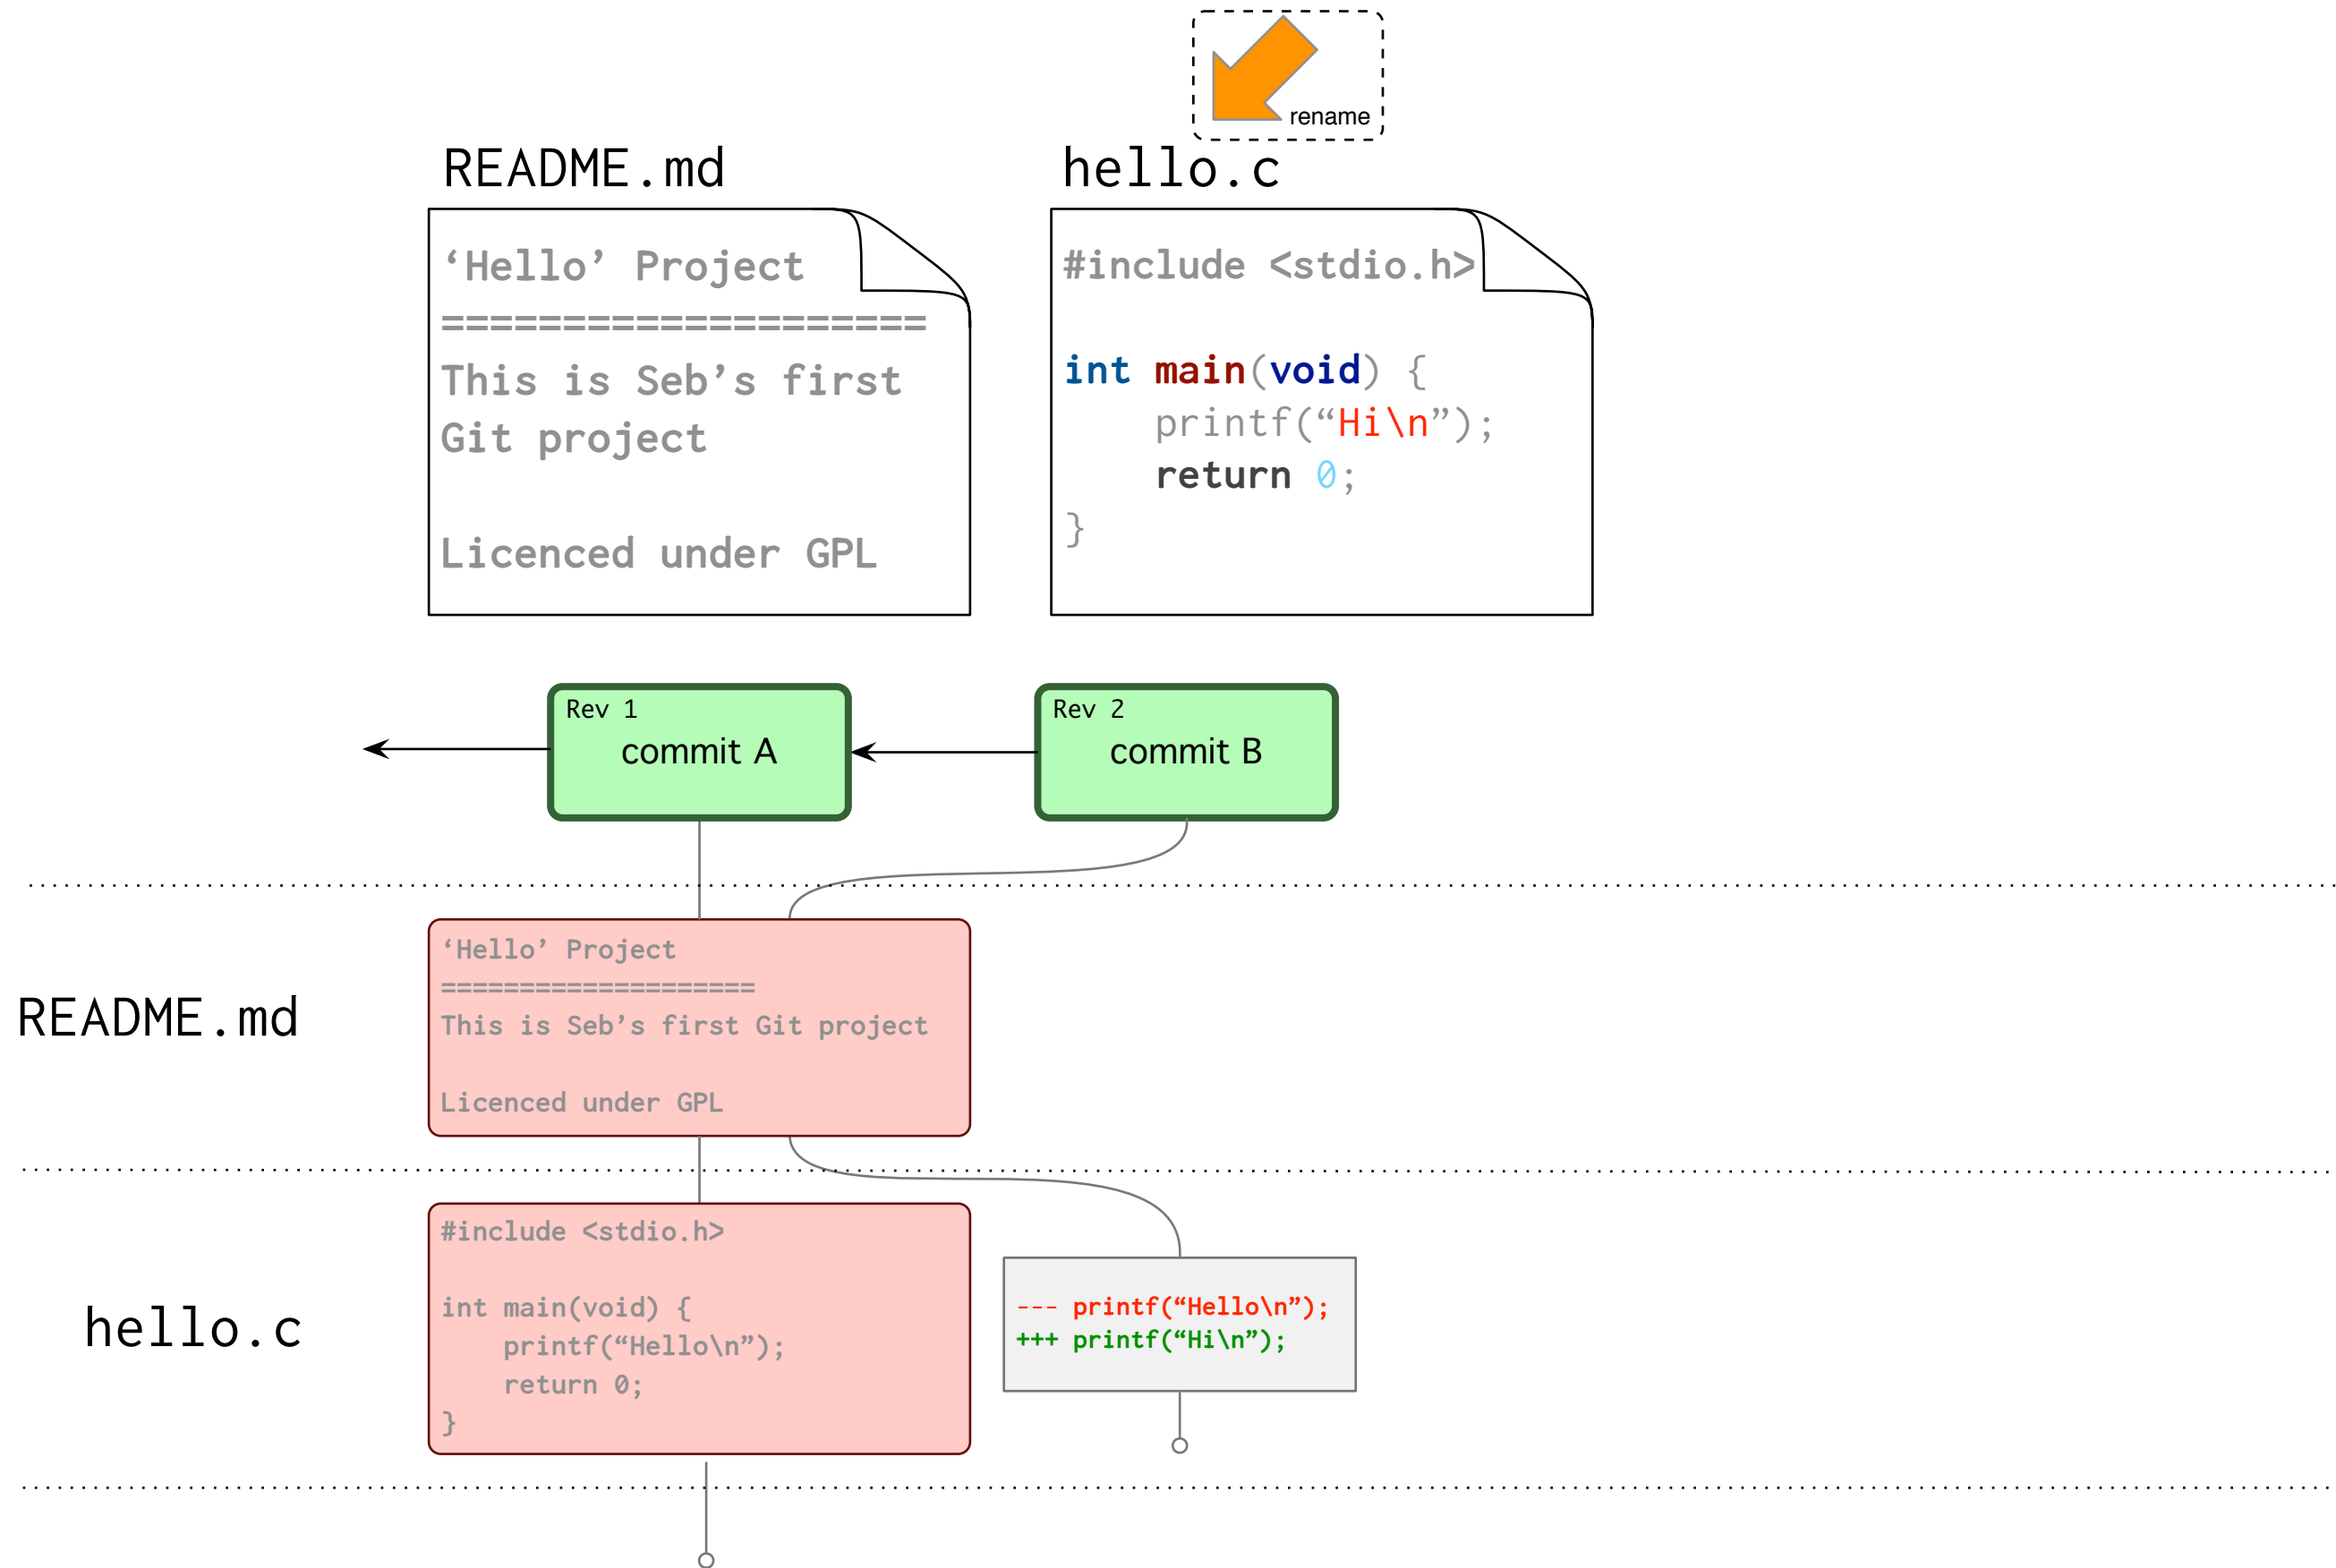 rename
README.md
‘Hello’ Project
====================
This is Seb’s first
Git project
Licenced under GPL
hello.c
#include <stdio.h>
int main(void) {
printf(“Hi\n”);
return 0;
}
Rev 1
commit A
Rev 2
commit B
README.md
‘Hello’ Project
====================
This is Seb’s first Git project
Licenced under GPL
hello.c
#include <stdio.h>
int main(void) {
printf(“Hello\n”);
return 0;
}
--- printf(“Hello\n”);
+++ printf(“Hi\n”);